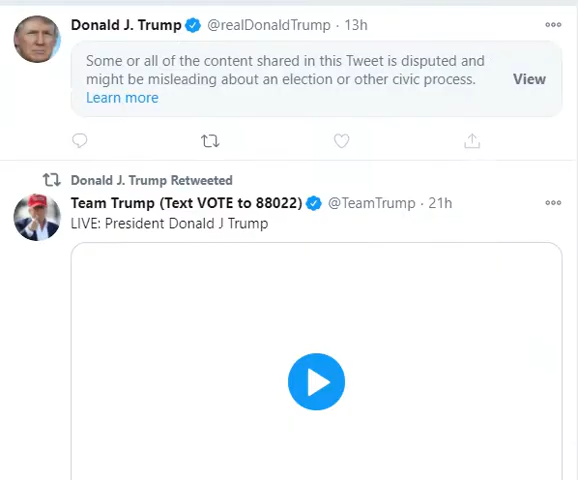 Donald J. Trump @realDonaldTrump · 13h
Some or all of the content shared in this Tweet is disputed and
might be misleading about an election or other civic process.
View
Learn more
Donald J. Trump Retweeted
Team Trump (Text VOTE to 88022) @TeamTrump · 21h
LIVE: President Donald J Trump